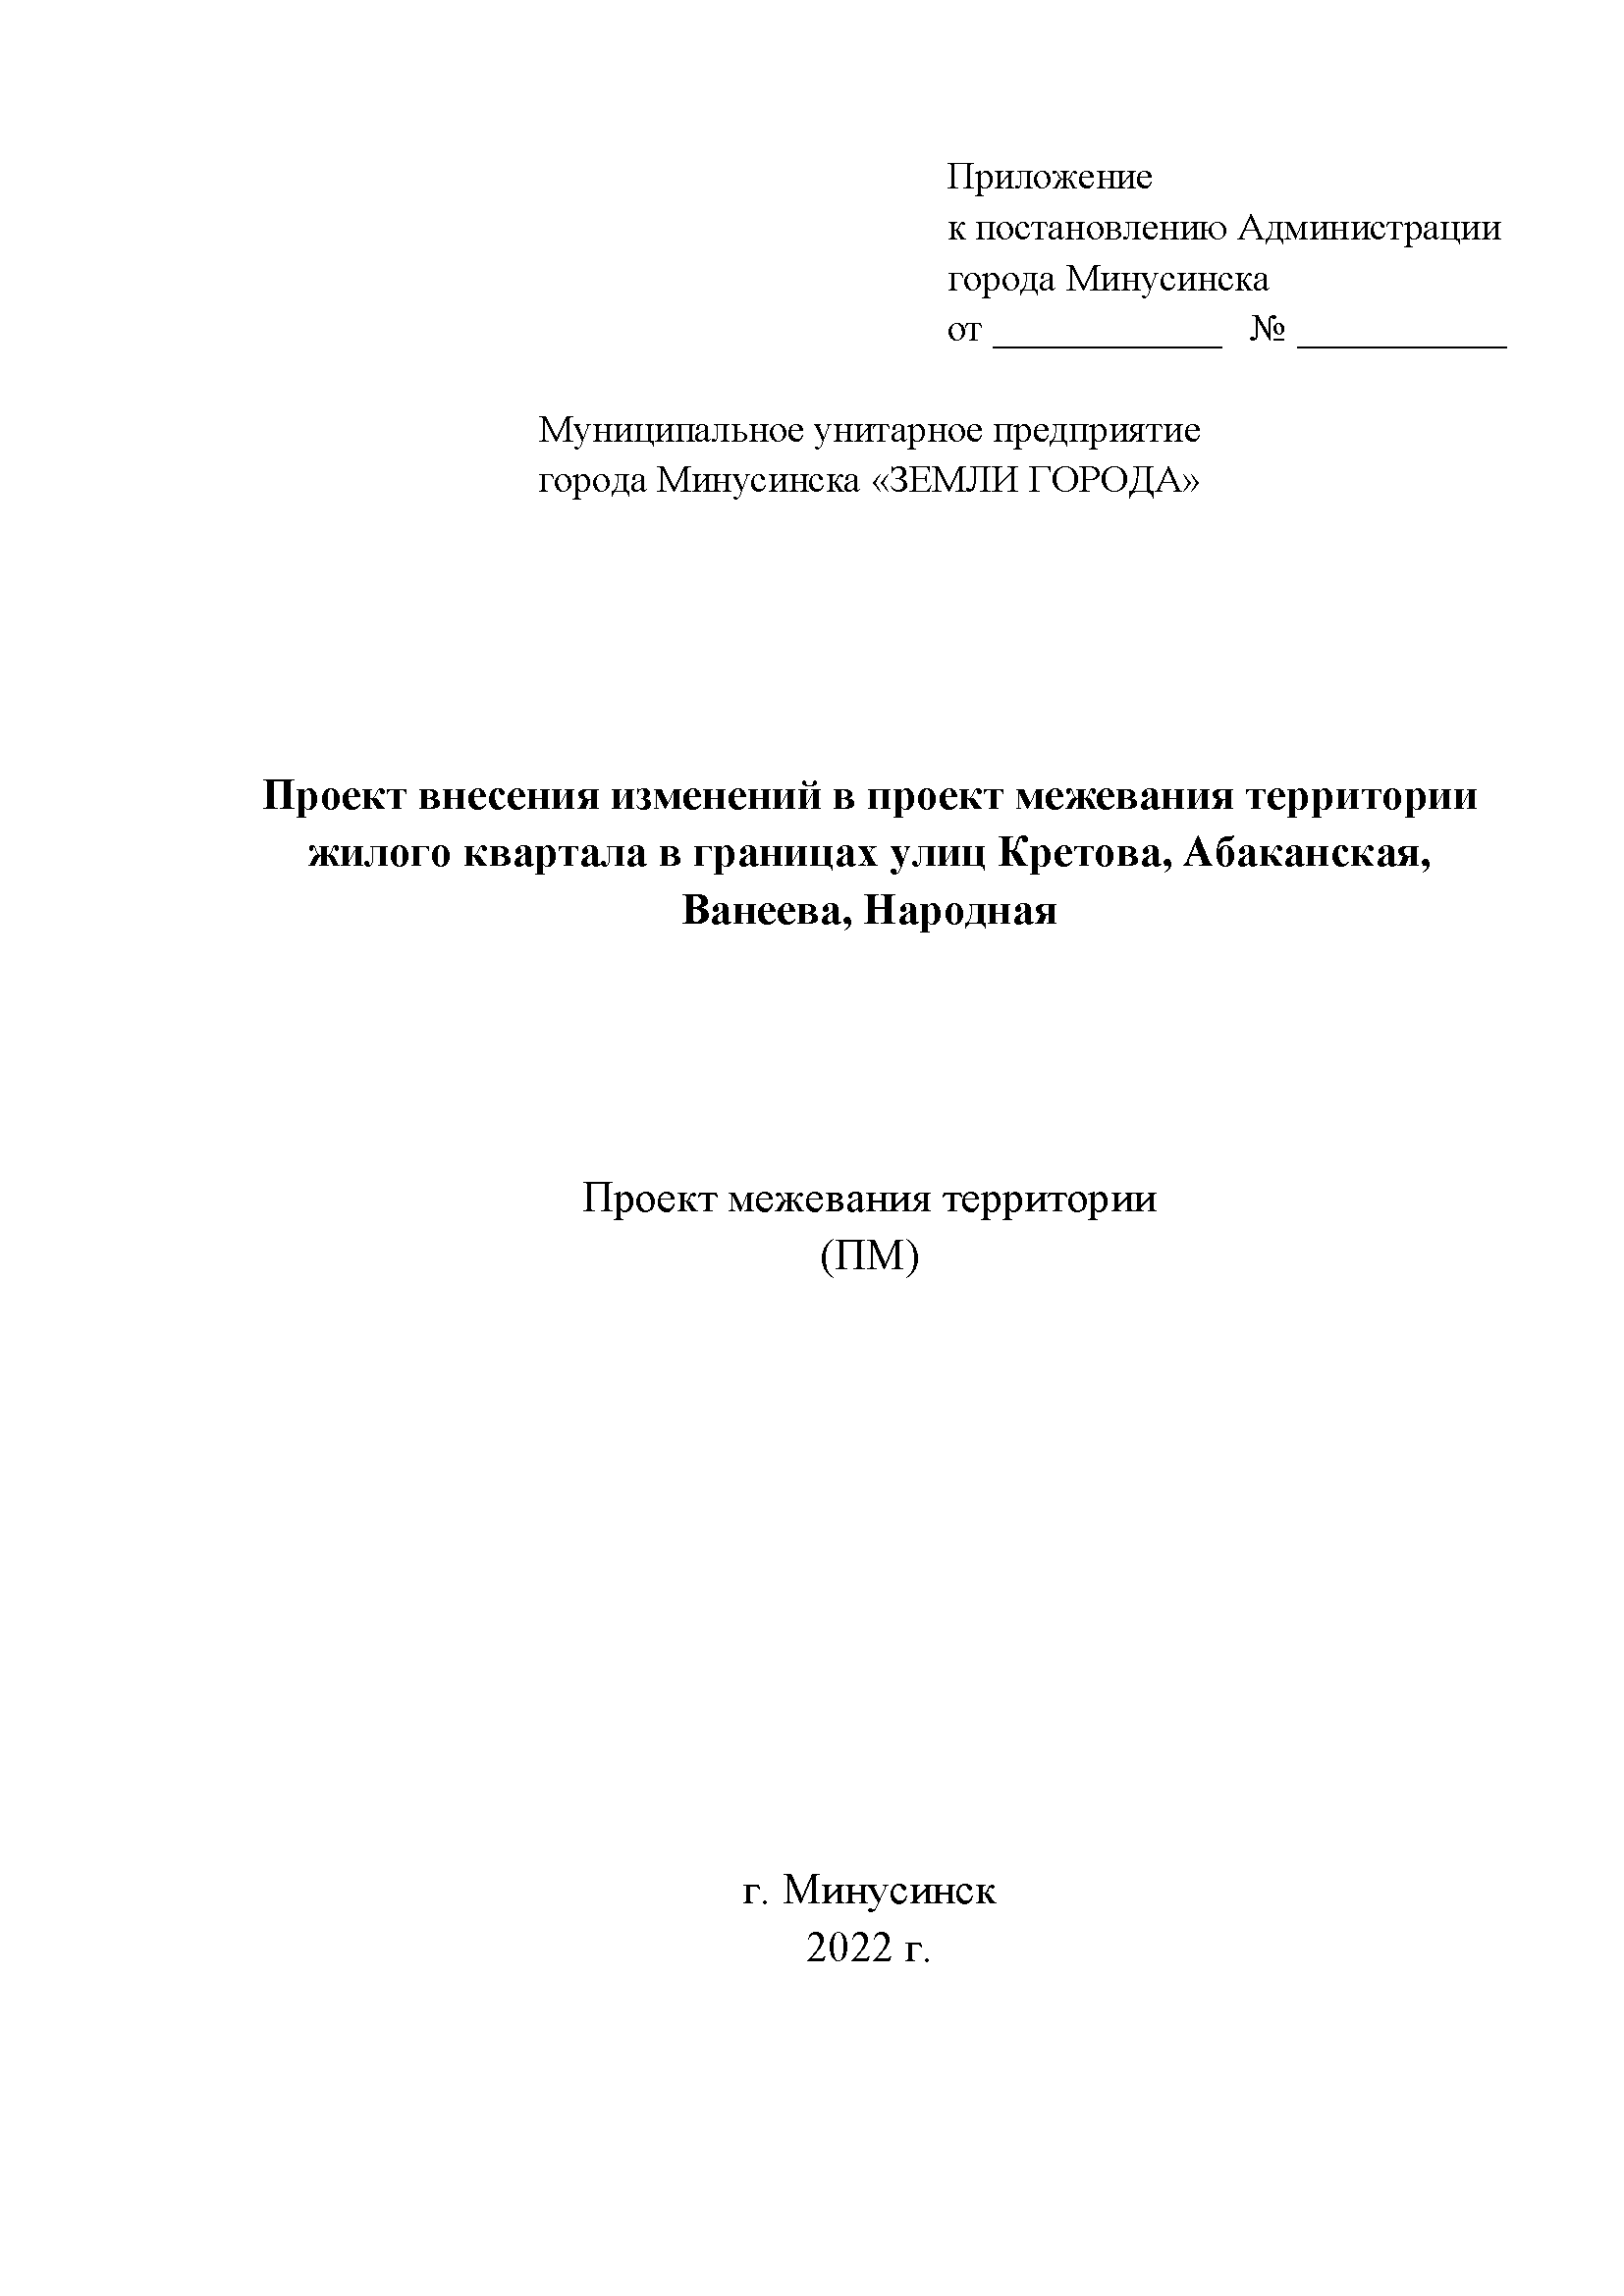 Приложение
к постановлению Администрации
города Минусинска
от ____________ № ___________
Муниципальное унитарное предприятие
города Минусинска «ЗЕМЛИ ГОРОДА»
Проект внесения изменений в проект межевания территории
жилого квартала в границах улиц Кретова, Абаканская,
Ванеева, Народная
Проект межевания территории
(ПМ)
г. Минусинск
2022 г.